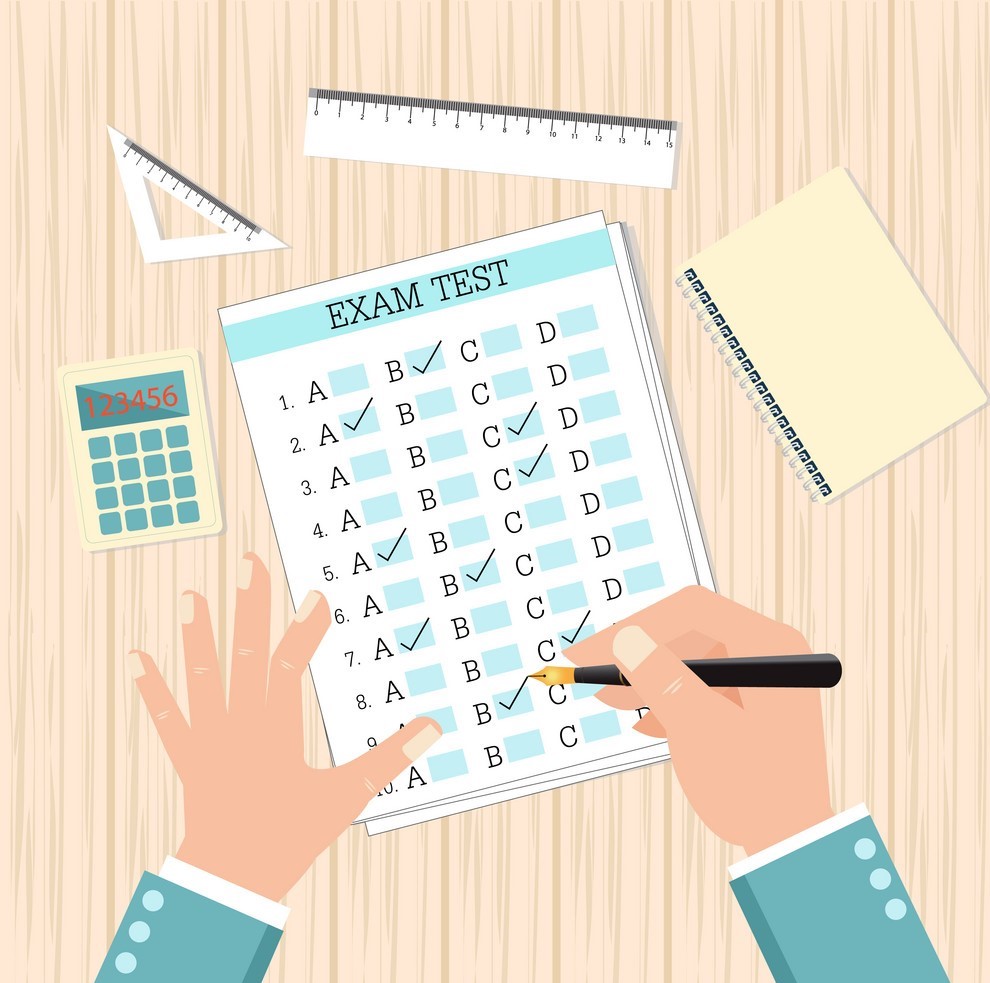 0 1 2 3 4 5 6 7 8 9 10 11 12 13 14 15
EXAM TEST
1. A B C D
2. A B C D
3. A B C D
4. A B C D
5. A B C D
6. A B C D
7. A B C D
8. A B C
9. A B C
10. A B C D
123456